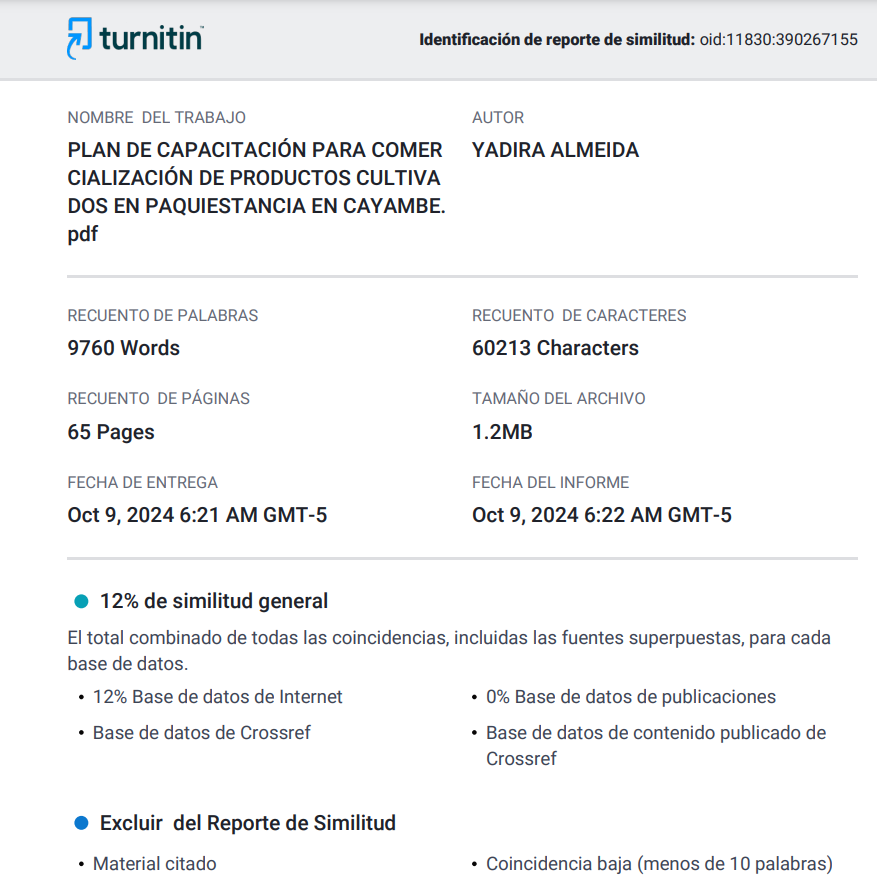 turnitin™
Identificación de reporte de similitud: oid:11830:390267155
NOMBRE DEL TRABAJO
PLAN DE CAPACITACIÓN PARA COMER
CIALIZACIÓN DE PRODUCTOS CULTIVA
DOS EN PAQUIESTANCIA EN CAYAMBE.
pdf
AUTOR
YADIRA ALMEIDA
RECUENTO DE PALABRAS
9760 Words
RECUENTO DE CARACTERES
60213 Characters
RECUENTO DE PÁGINAS
65 Pages
TAMAÑO DEL ARCHIVO
1.2MB
FECHA DE ENTREGA
Oct 9, 2024 6:21 AM GMT-5
FECHA DEL INFORME
Oct 9, 2024 6:22 AM GMT-5
● 12% de similitud general
El total combinado de todas las coincidencias, incluidas las fuentes superpuestas, para cada
base de datos.
• 12% Base de datos de Internet
• 0% Base de datos de publicaciones
• Base de datos de Crossref
• Base de datos de contenido publicado de
Crossref
● Excluir del Reporte de Similitud
• Material citado
• Coincidencia baja (menos de 10 palabras)